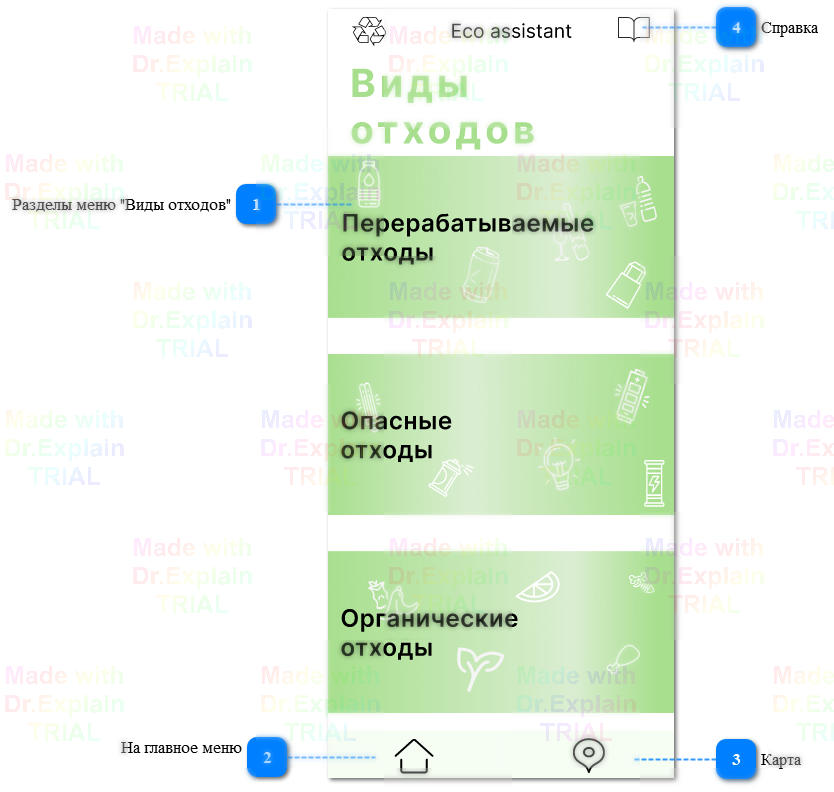 Eco assistant
4 Справка
Виды
отходов
Разделы меню "Виды отходов" 1
Перерабатываемые
отходы
Опасные
отходы
Органические
отходы
На главное меню 2
3 Карта
Made with
Dr.Explain
TRIAL